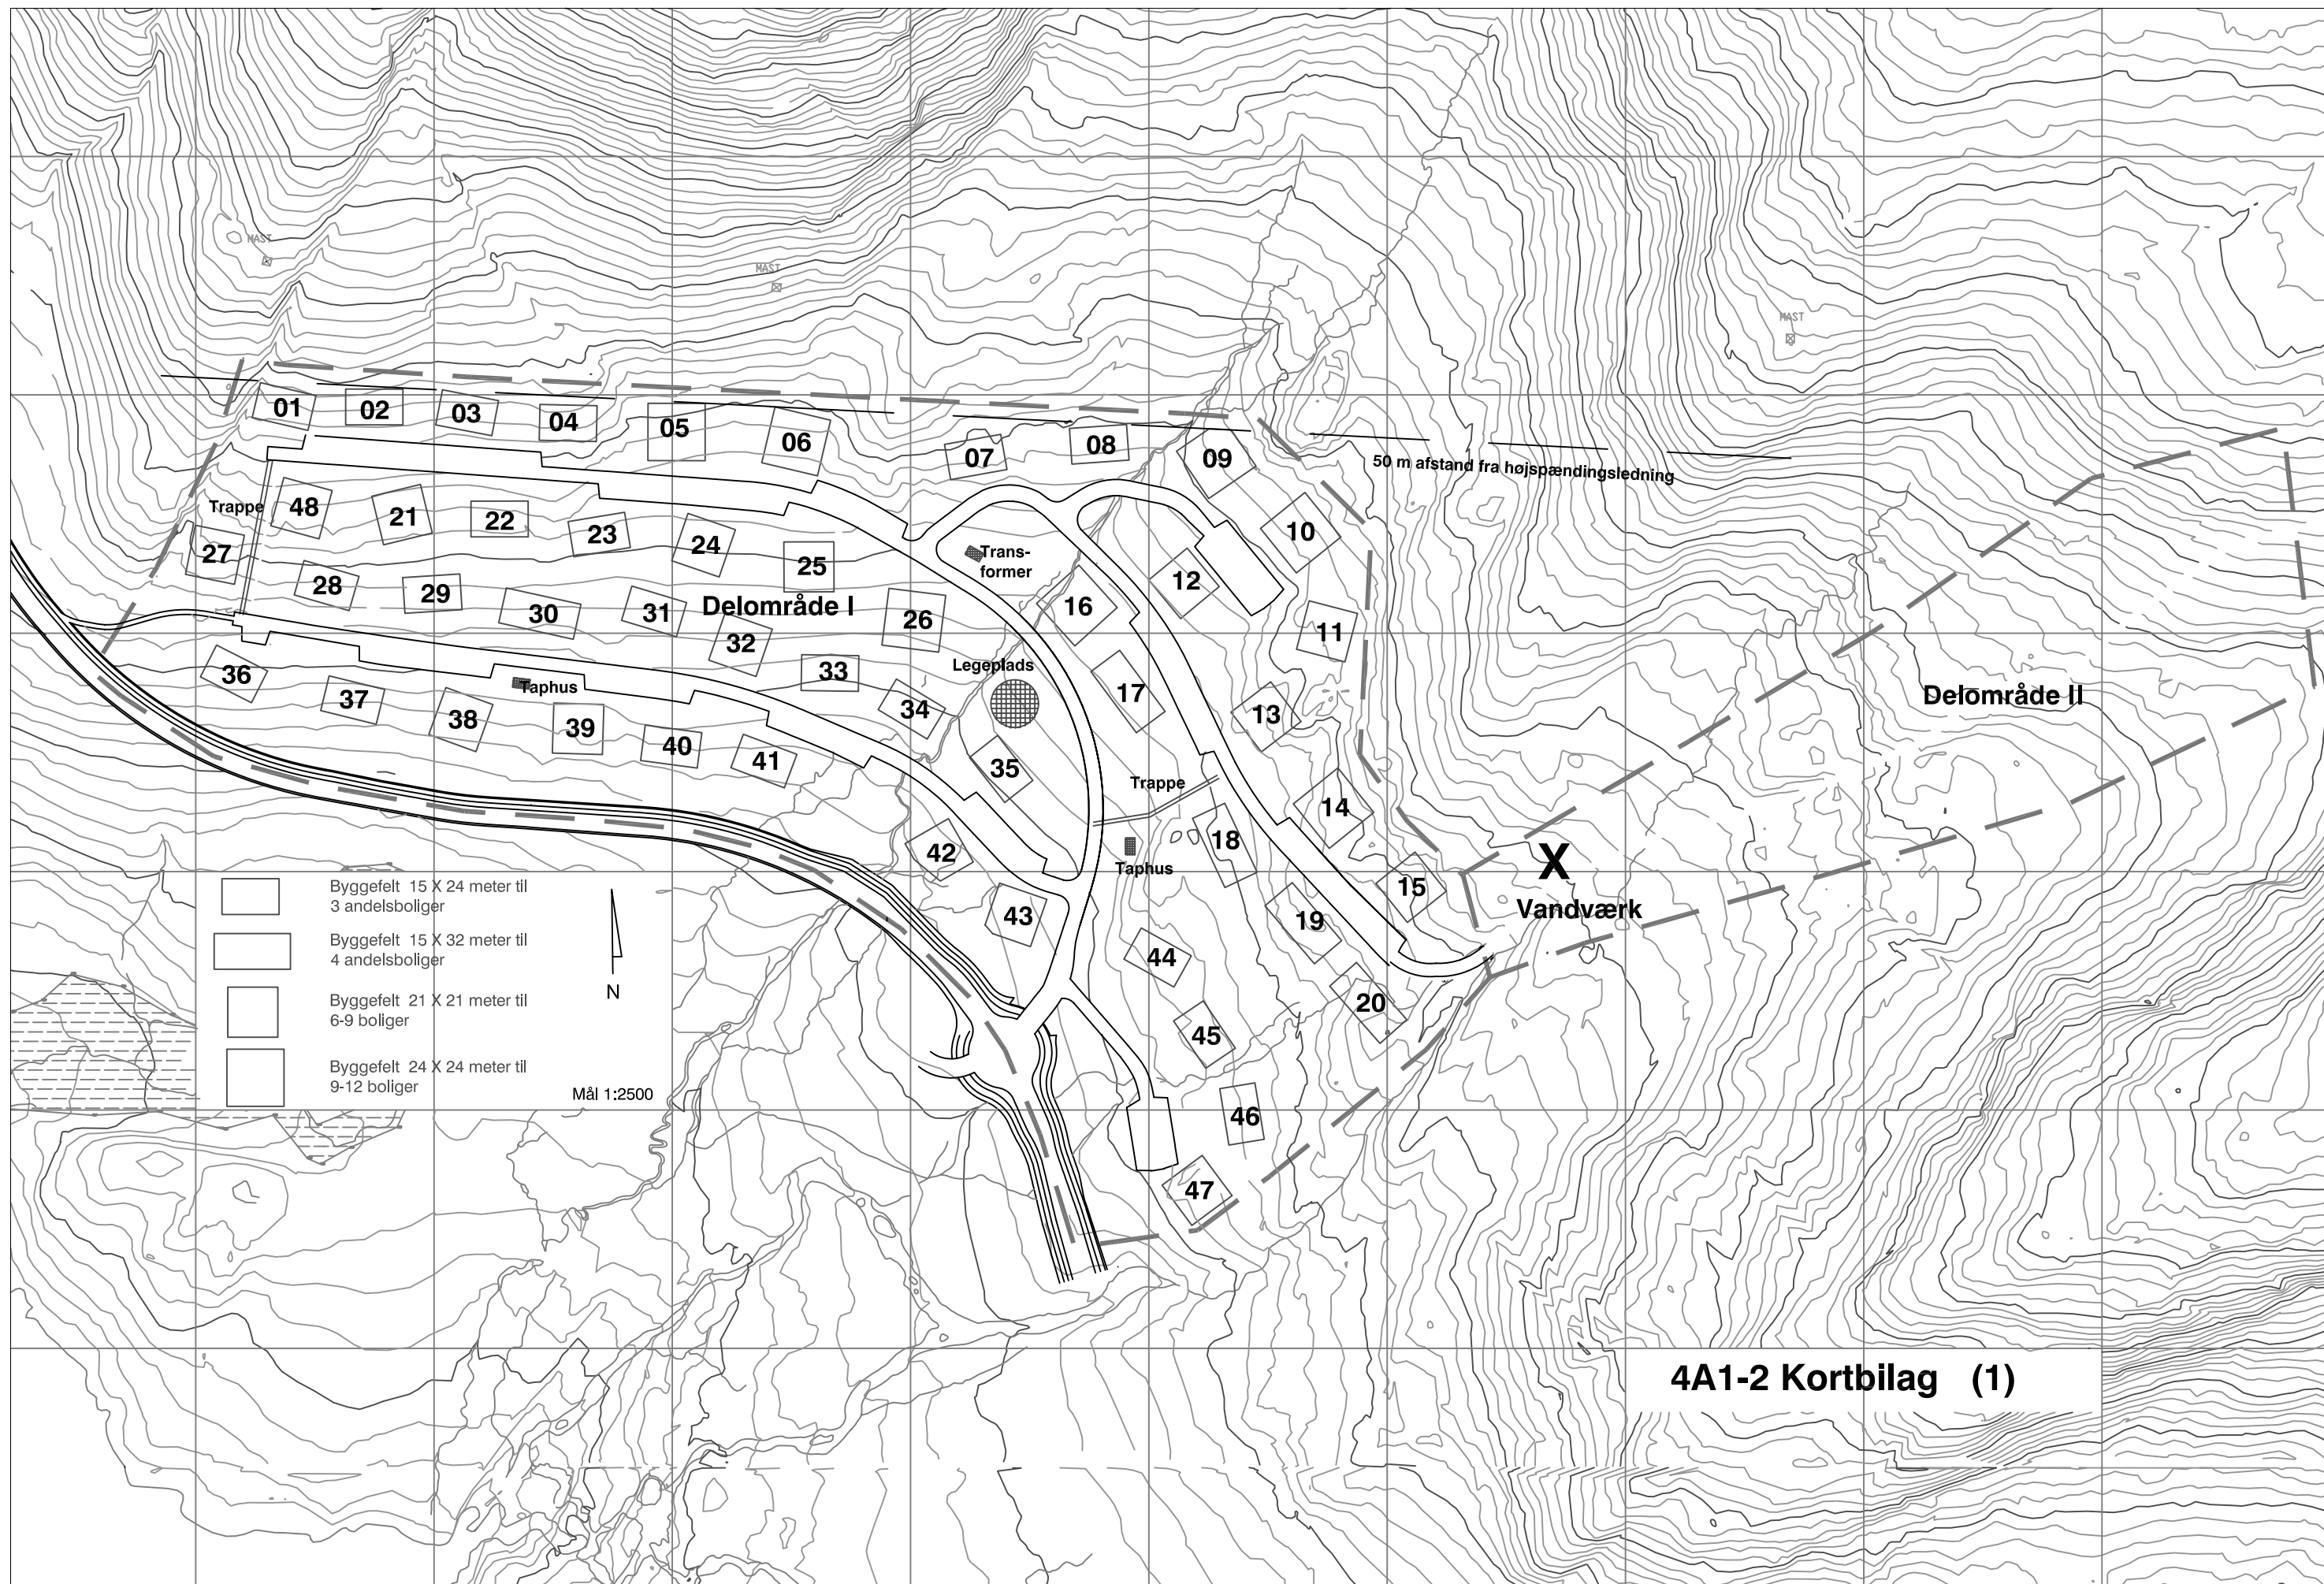 MAST
MAST
MAST
01
02
03
04
05
06
07
08
09
50 m afstand fra højspændingsledning
Trappe
48
21
22
23
24
25
Trans-
former
10
27
28
29
30
31
Delområde I
32
26
16
12
11
36
37
Taphus
38
39
40
41
33
34
Legeplads
35
17
13
Delområde II
Trappe
14
18
Taphus
42
43
15
19
X
Vandværk
44
20
45
46
47
Byggefelt 15 X 24 meter til
3 andelsboliger
Byggefelt 15 X 32 meter til
4 andelsboliger
Byggefelt 21 X 21 meter til
6-9 boliger
Byggefelt 24 X 24 meter til
9-12 boliger
N
Mål 1:2500
4A1-2 Kortbilag (1)